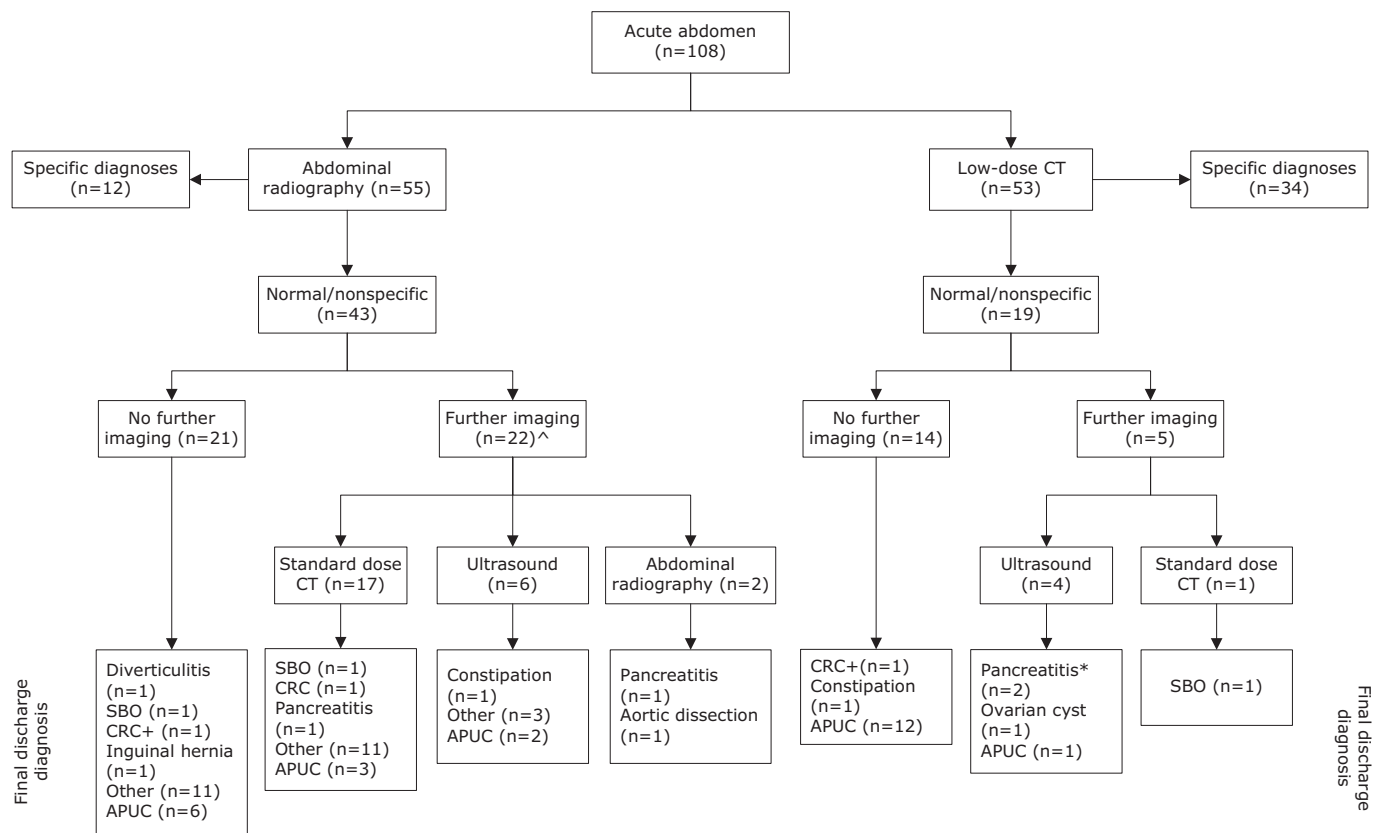 Acute abdomen
(n=108)
Specific diagnoses
(n=12)
Abdominal
radiography (n=55)
Low-dose CT
(n=53)
Specific diagnoses
(n=34)
Normal/nonspecific
(n=43)
Normal/nonspecific
(n=19)
No further
imaging (n=21)
Further imaging
(n=22)^
No further
imaging (n=14)
Further imaging
(n=5)
Standard dose
CT (n=17)
Ultrasound
(n=6)
Abdominal
radiography (n=2)
Ultrasound
(n=4)
Standard dose
CT (n=1)
Final discharge
diagnosis
Diverticulitis
(n=1)
SBO (n=1)
CRC+ (n=1)
Inguinal hernia
(n=1)
Other (n=11)
APUC (n=6)
SBO (n=1)
CRC (n=1)
Pancreatitis
(n=1)
Other (n=11)
APUC (n=3)
Constipation
(n=1)
Other (n=3)
APUC (n=2)
Pancreatitis
(n=1)
Aortic dissection
(n=1)
CRC+(n=1)
Constipation
(n=1)
APUC (n=12)
Pancreatitis*
(n=2)
Ovarian cyst
(n=1)
APUC (n=1)
SBO (n=1)
Final discharge
diagnosis